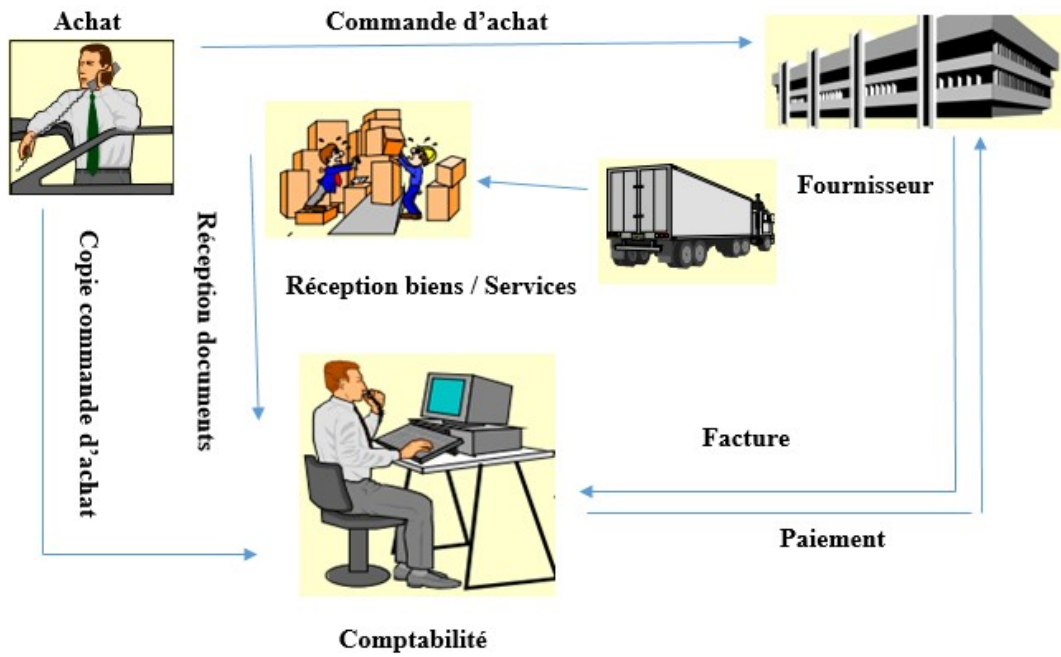 Achat
Commande d'achat
Fournisseur
Réception biens / Services
Réception documents
Copie commande d'achat
Facture
Paiement
Comptabilité